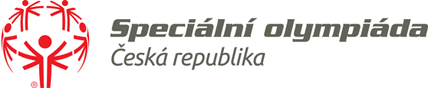 Speciální olympiáda
Česká republika
®